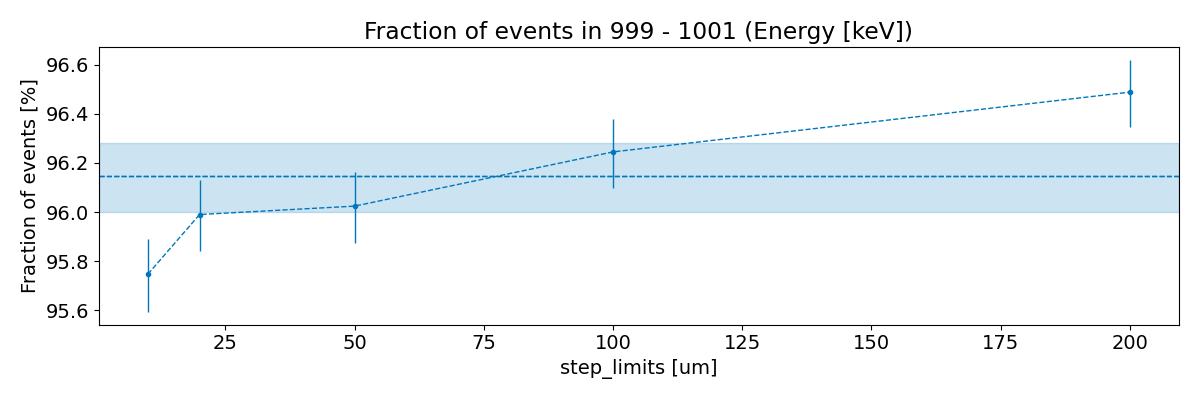 Fraction of events in 999 - 1001 (Energy [keV])
Fraction of events [%]
96.6
96.4
96.2
96.0
95.8
95.6
25 50 75 100 125 150 175 200
step_limits [um]